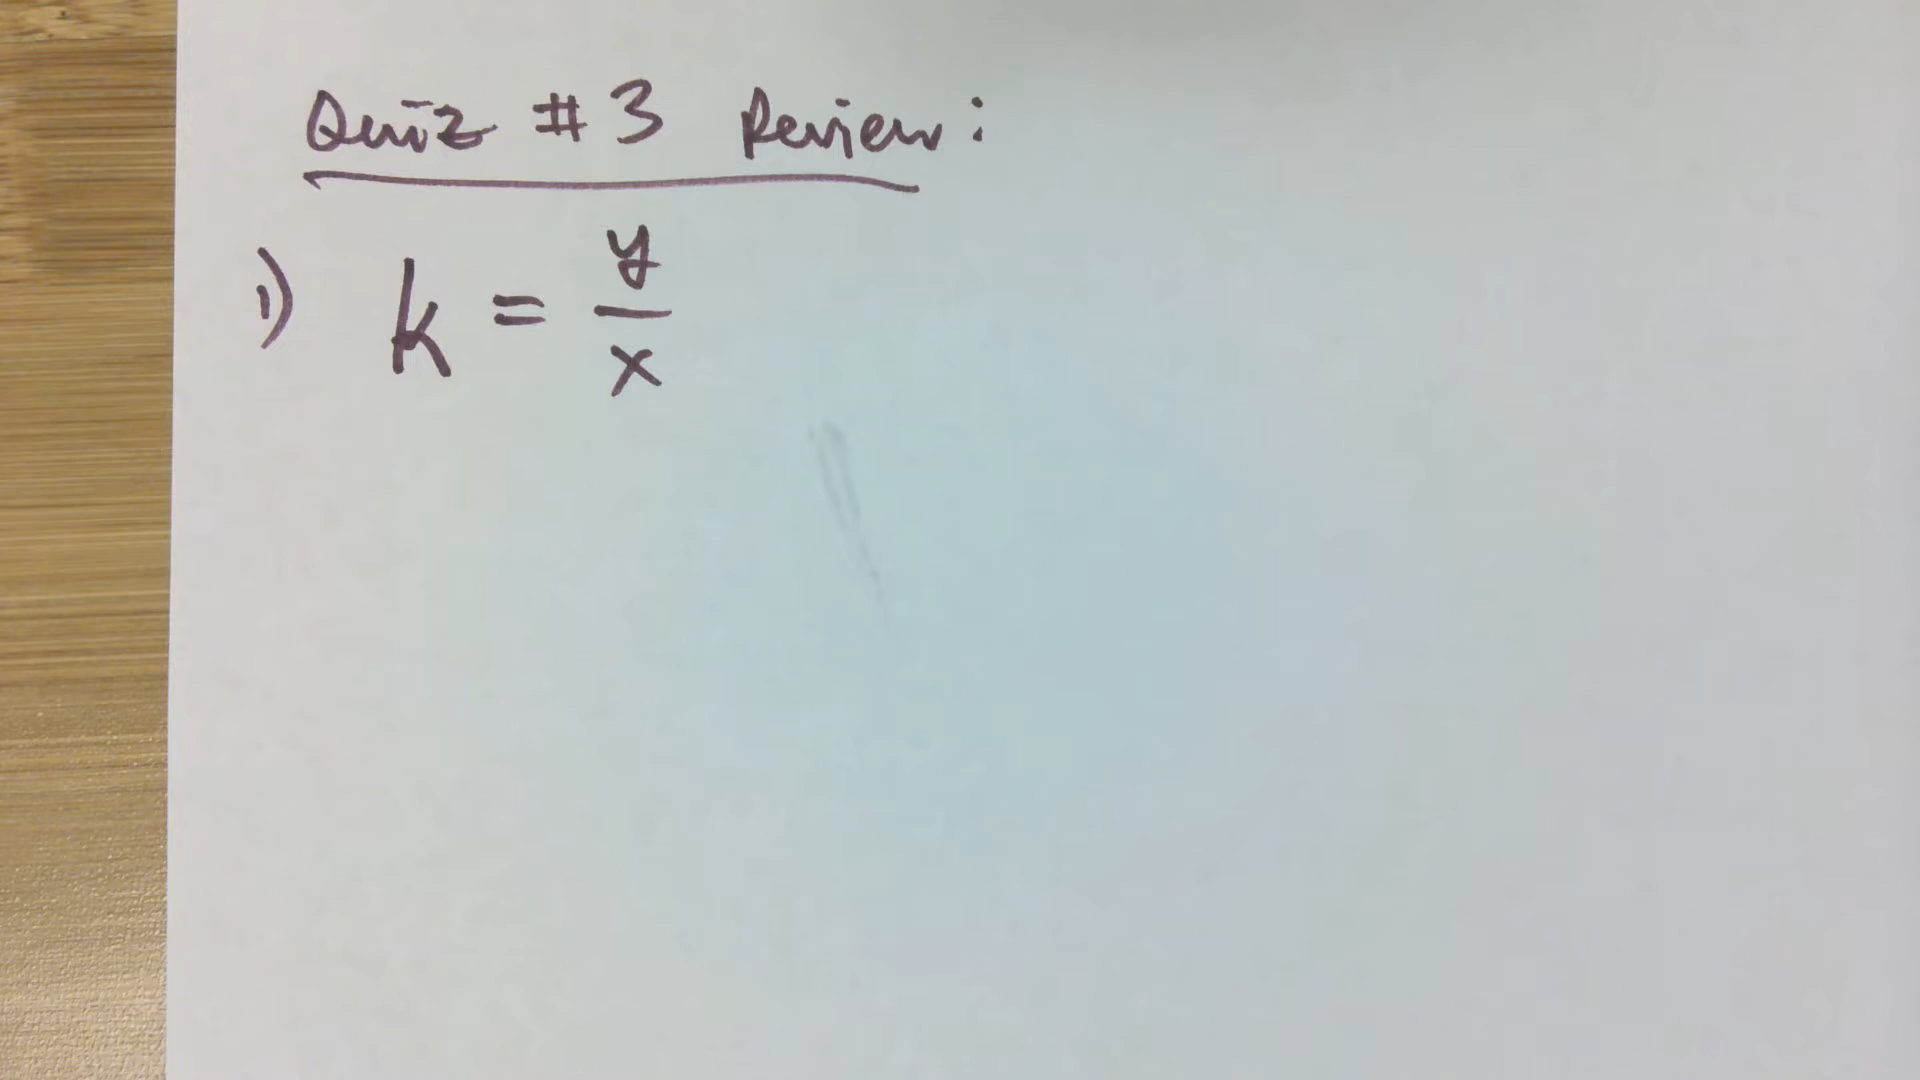 Quiz #3 Review:
1) k = y/x